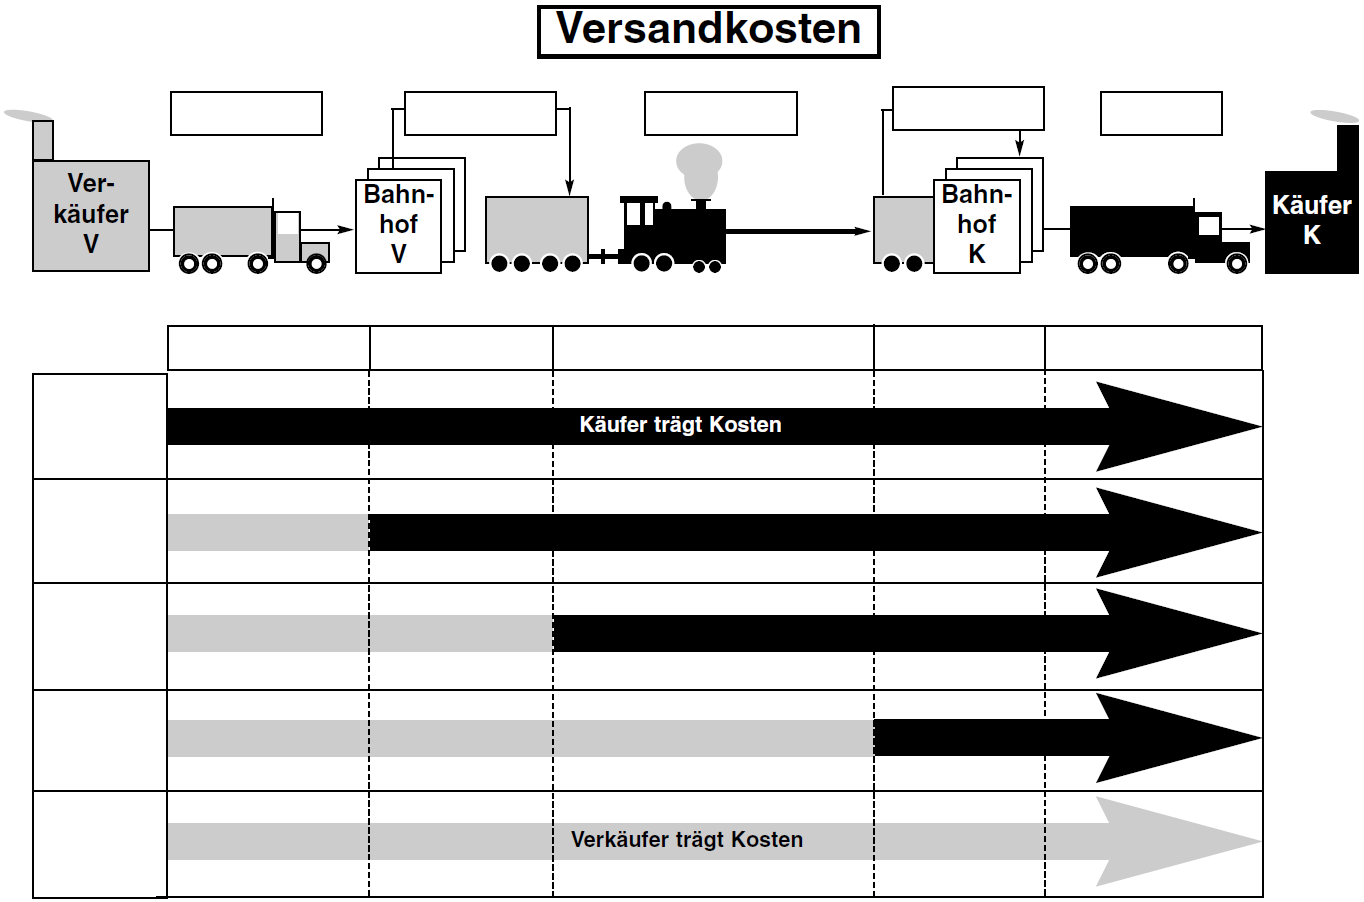 Versandkosten
Ver-
käufer
V
Bahn-
hof
V
Bahn-
hof
K
Käufer
K
Käufer trägt Kosten
Verkäufer trägt Kosten